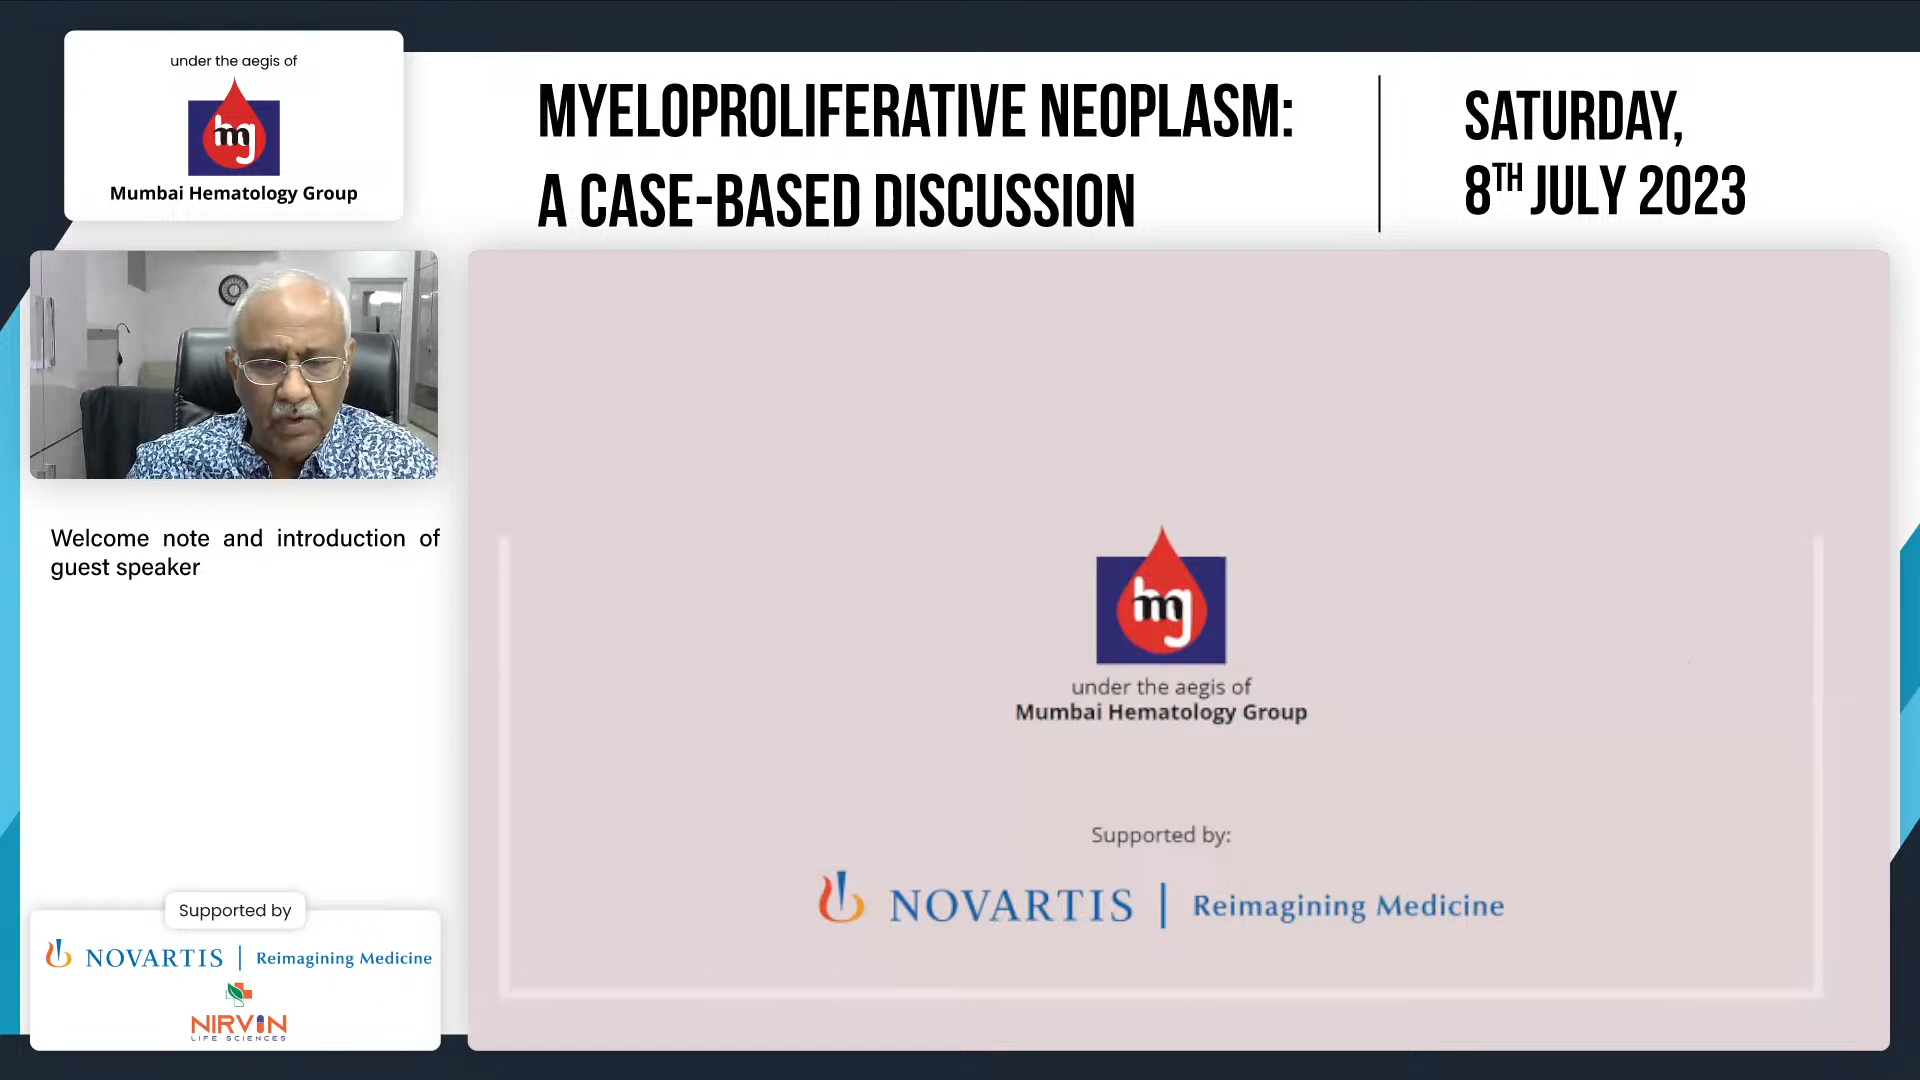 under the aegis of
hmg
Mumbai Hematology Group
MYELOPROLIFERATIVE NEOPLASM:
A CASE-BASED DISCUSSION
SATURDAY,
8TH JULY 2023
Welcome note and introduction of
guest speaker
hmg
under the aegis of
Mumbai Hematology Group
Supported by:
NOVARTIS | Reimagining Medicine
Supported by
NOVARTIS | Reimagining Medicine
NIRVIN
LIFE SCIENCES